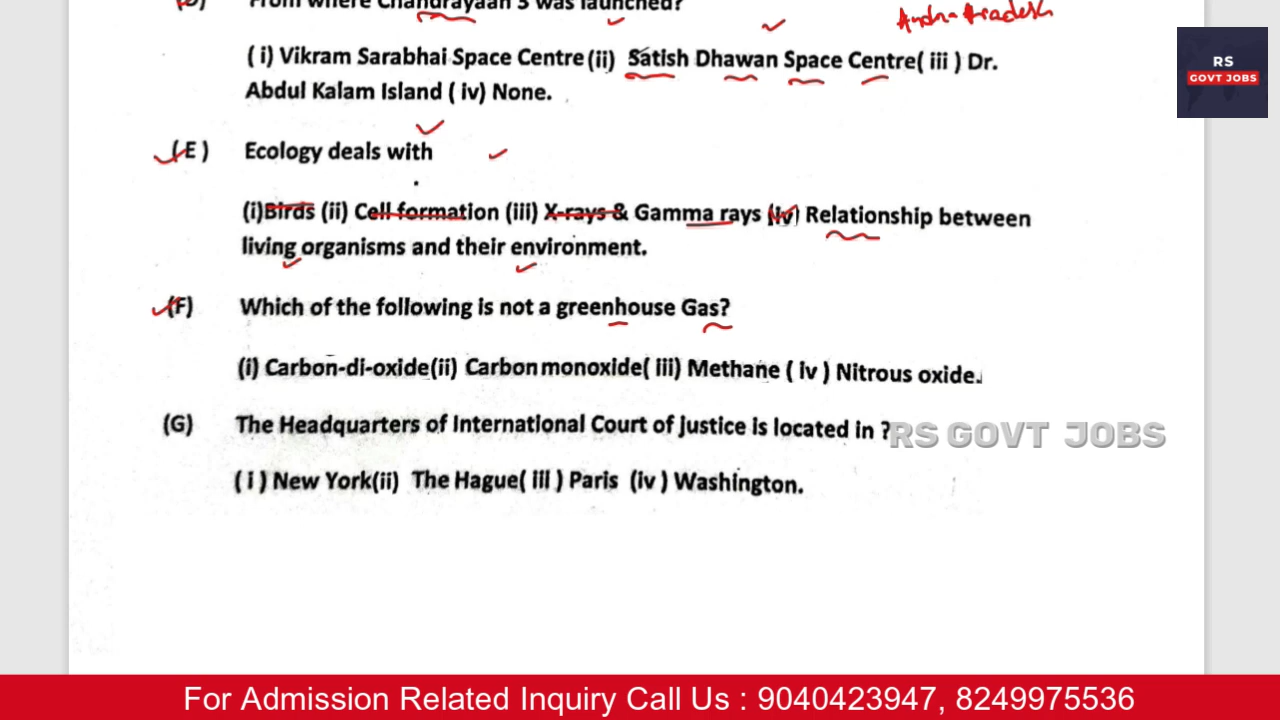 (D) From where Chandrayaan 3 was launched?
Andhra Pradesh
RS
GOVT JOBS
( i) Vikram Sarabhai Space Centre (ii) Satish Dhawan Space Centre( iii ) Dr.
Abdul Kalam Island ( iv) None.
(E) Ecology deals with
(i)Birds (ii) Cell formation (iii) X-rays & Gamma rays (iv) Relationship between
living organisms and their environment.
(F) Which of the following is not a greenhouse Gas?
(i) Carbon-di-oxide(ii) Carbon monoxide( iii) Methane ( iv ) Nitrous oxide.
(G) The Headquarters of International Court of justice is located in ?
RS GOVT JOBS
( i ) New York(ii) The Hague( iii ) Paris (iv ) Washington.
For Admission Related Inquiry Call Us : 9040423947, 8249975536